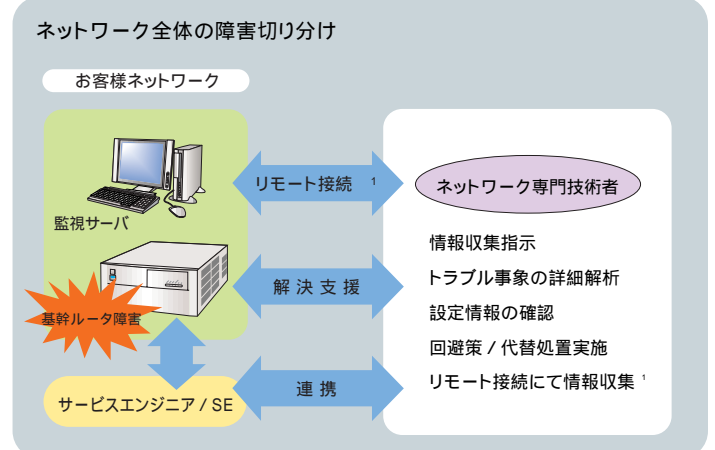 ネットワーク全体の障害切り分け
お客様ネットワーク
監視サーバ
基幹ルータ障害
サービスエンジニア / SE
リモート接続 1
解決支援
連携
ネットワーク専門技術者
情報収集指示
トラブル事象の詳細解析
設定情報の確認
回避策 / 代替処置実施
リモート接続にて情報収集 1